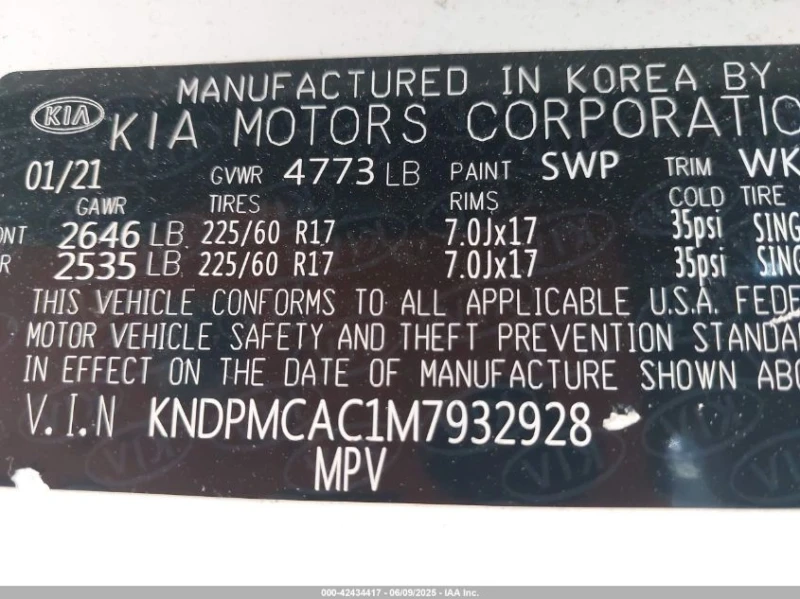 MANUFACTURED IN KOREA BY
KIA KIA MOTORS CORPORATIO
01/21 GVWR 4773 LB PAINT SWP TRIM WK
GAWR TIRES RIMS COLD TIRE
NT 2646 LB 225/60 R17 7.0Jx17 35psi SING
R 2535 LB 225/60 R17 7.0Jx17 35psi SING
THIS VEHICLE CONFORMS TO ALL APPLICABLE U.S.A. FEDE
MOTOR VEHICLE SAFETY AND THEFT PREVENTION STANDA
IN EFFECT ON THE DATE OF MANUFACTURE SHOWN ABO
V.I.N KNDPMCAC1M7932928
MPV
000-42434417 - 06/09/2025 - IAA Inc.